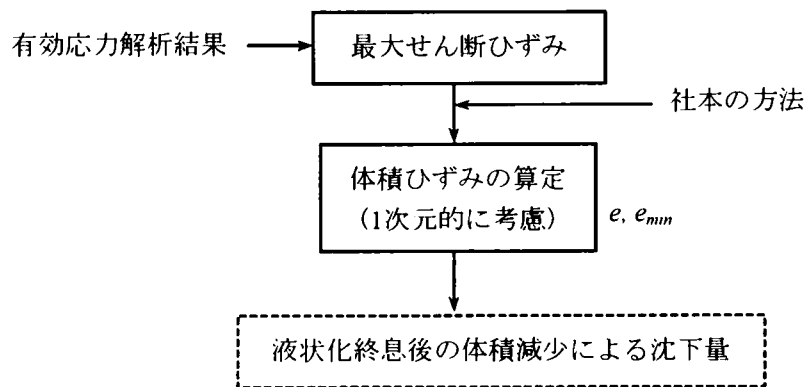 有効応力解析結果
最大せん断ひずみ
社本の方法
体積ひずみの算定
(1次元的に考慮)
e, e_min
液状化終息後の体積減少による沈下量